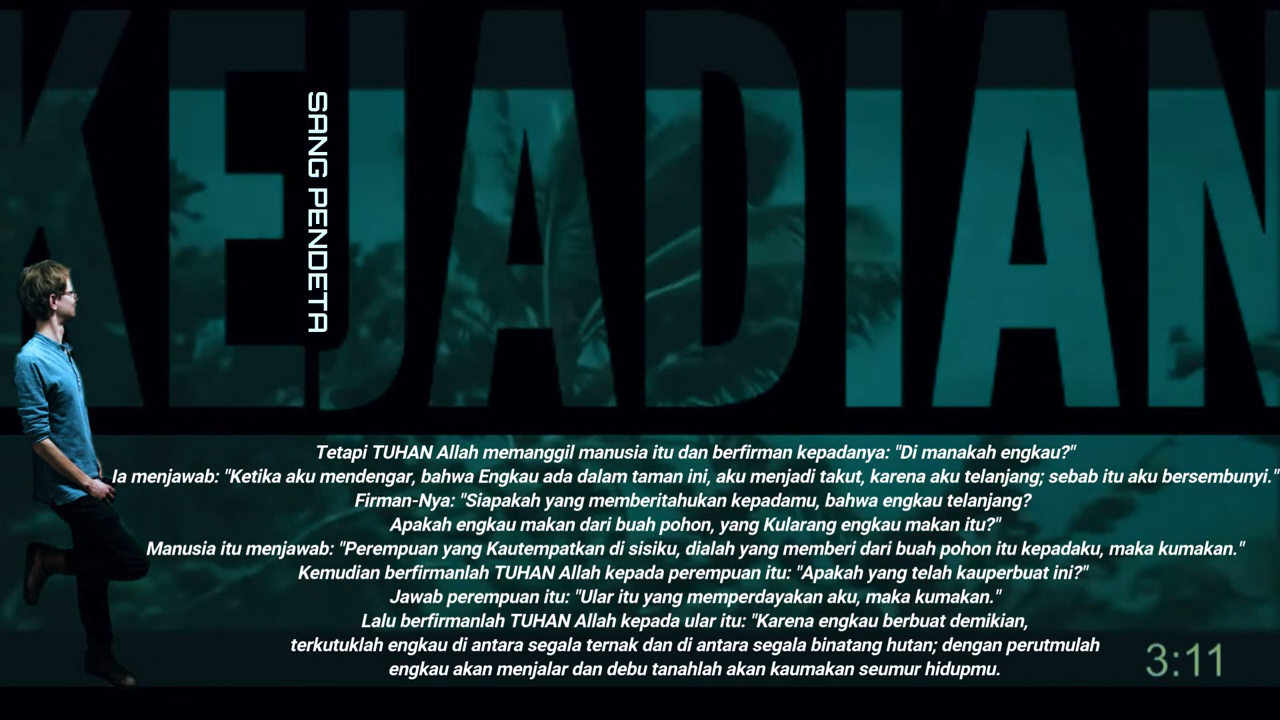 KEJADIAN
SANG PENDETA
Tetapi TUHAN Allah memanggil manusia itu dan berfirman kepadanya: "Di manakah engkau?"
Ia menjawab: "Ketika aku mendengar, bahwa Engkau ada dalam taman ini, aku menjadi takut, karena aku telanjang; sebab itu aku bersembunyi."
Firman-Nya: "Siapakah yang memberitahukan kepadamu, bahwa engkau telanjang?
Apakah engkau makan dari buah pohon, yang Kularang engkau makan itu?"
Manusia itu menjawab: "Perempuan yang Kautempatkan di sisiku, dialah yang memberi dari buah pohon itu kepadaku, maka kumakan."
Kemudian berfirmanlah TUHAN Allah kepada perempuan itu: "Apakah yang telah kauperbuat ini?"
Jawab perempuan itu: "Ular itu yang memperdayakan aku, maka kumakan."
Lalu berfirmanlah TUHAN Allah kepada ular itu: "Karena engkau berbuat demikian,
terkutuklah engkau di antara segala ternak dan di antara segala binatang hutan; dengan perutmulah
engkau akan menjalar dan debu tanahlah akan kaumakan seumur hidupmu.
3:11